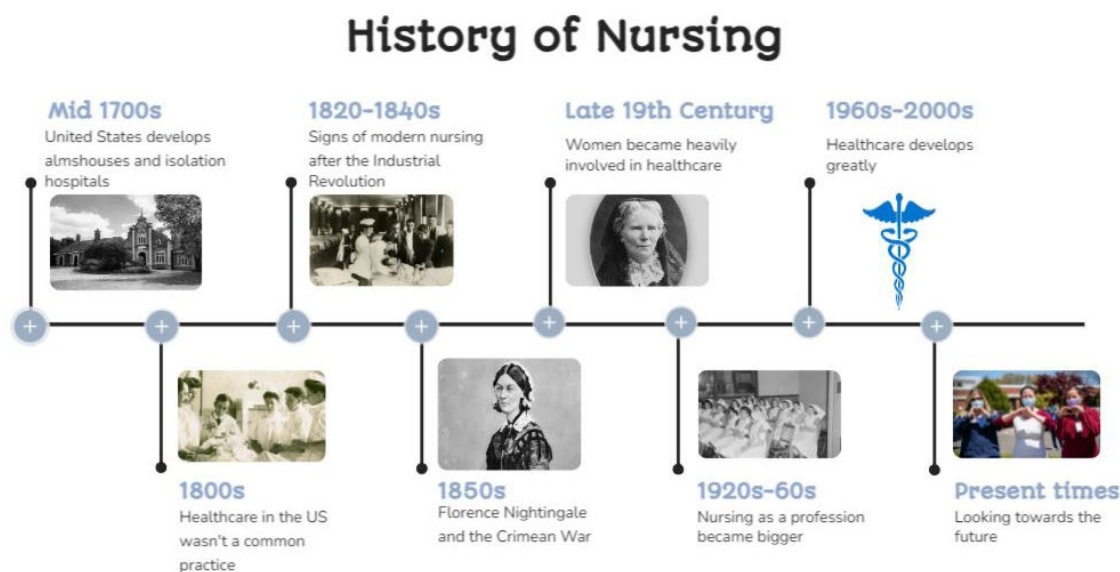 History of Nursing
Mid 1700s
United States develops
almshouses and isolation
hospitals
1820-1840s
Signs of modern nursing
after the Industrial
Revolution
Late 19th Century
Women became heavily
involved in healthcare
1960s-2000s
Healthcare develops
greatly
1800s
Healthcare in the US
wasn't a common
practice
1850s
Florence Nightingale
and the Crimean War
1920s-60s
Nursing as a profession
became bigger
Present times
Looking towards the
future